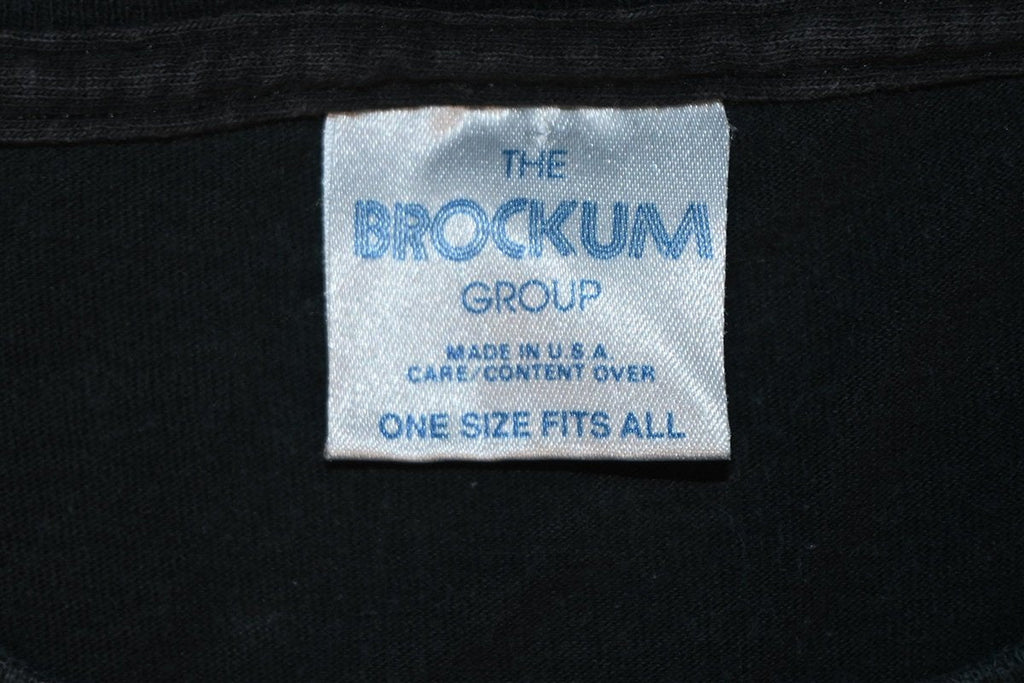 THE
BROCKUM
GROUP
MADE IN U S A
CARE/CONTENT OVER
ONE SIZE FITS ALL